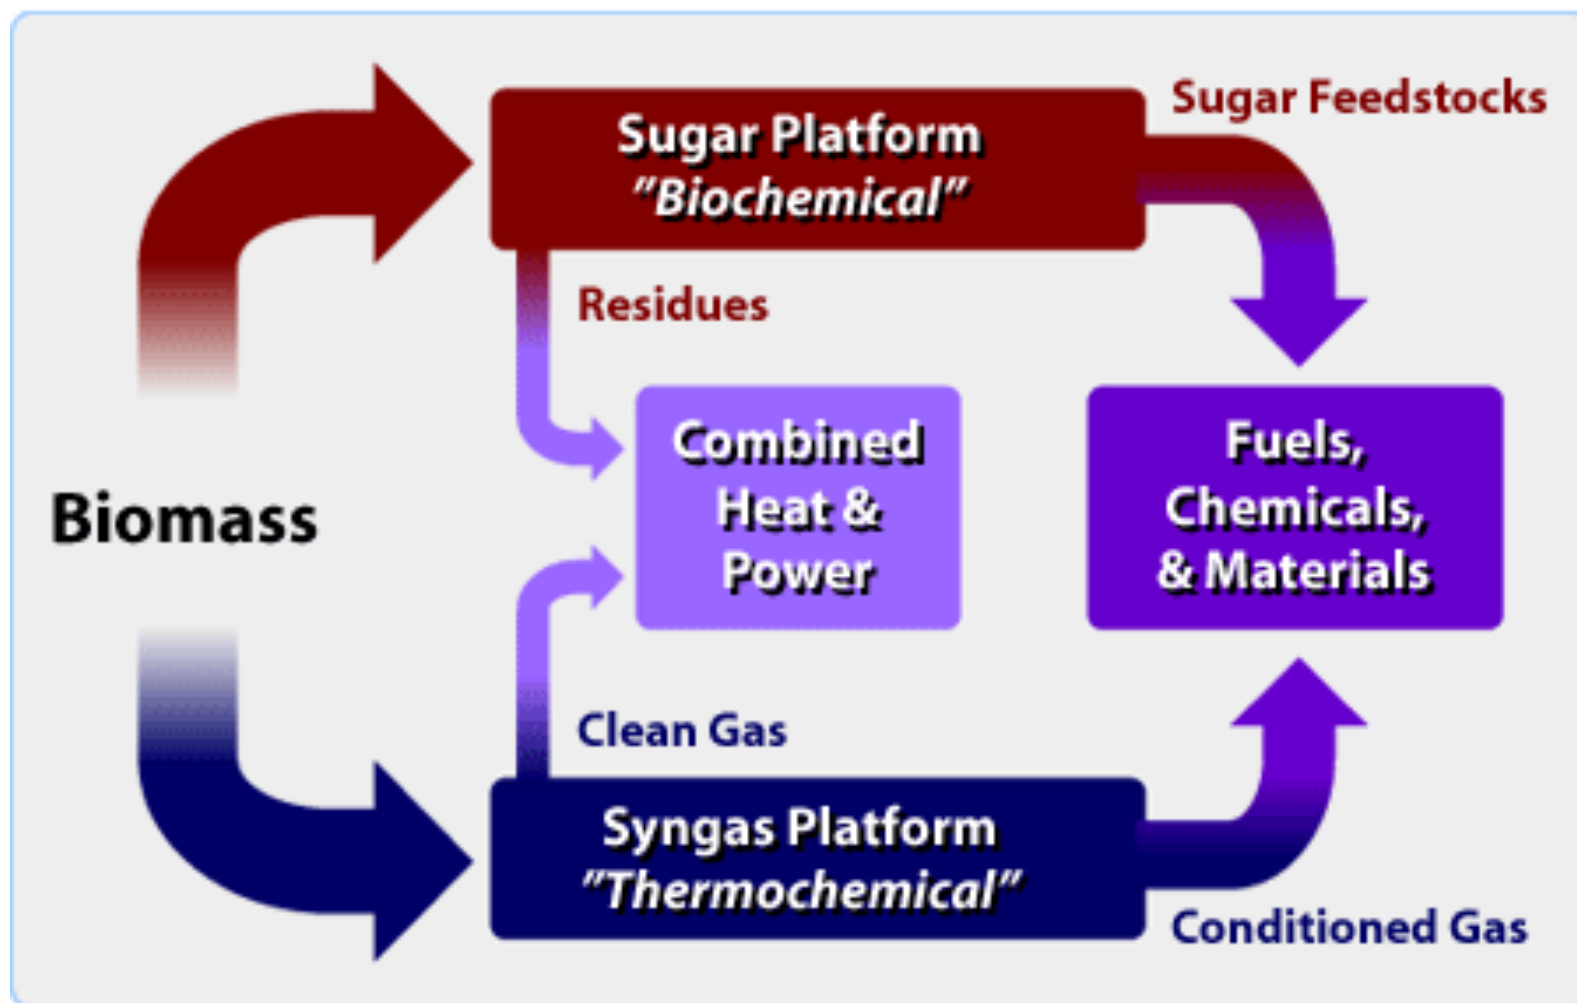 Sugar Feedstocks
Sugar Platform
"Biochemical"
Residues
Combined
Heat &
Power
Fuels,
Chemicals,
& Materials
Biomass
Clean Gas
Syngas Platform
"Thermochemical"
Conditioned Gas